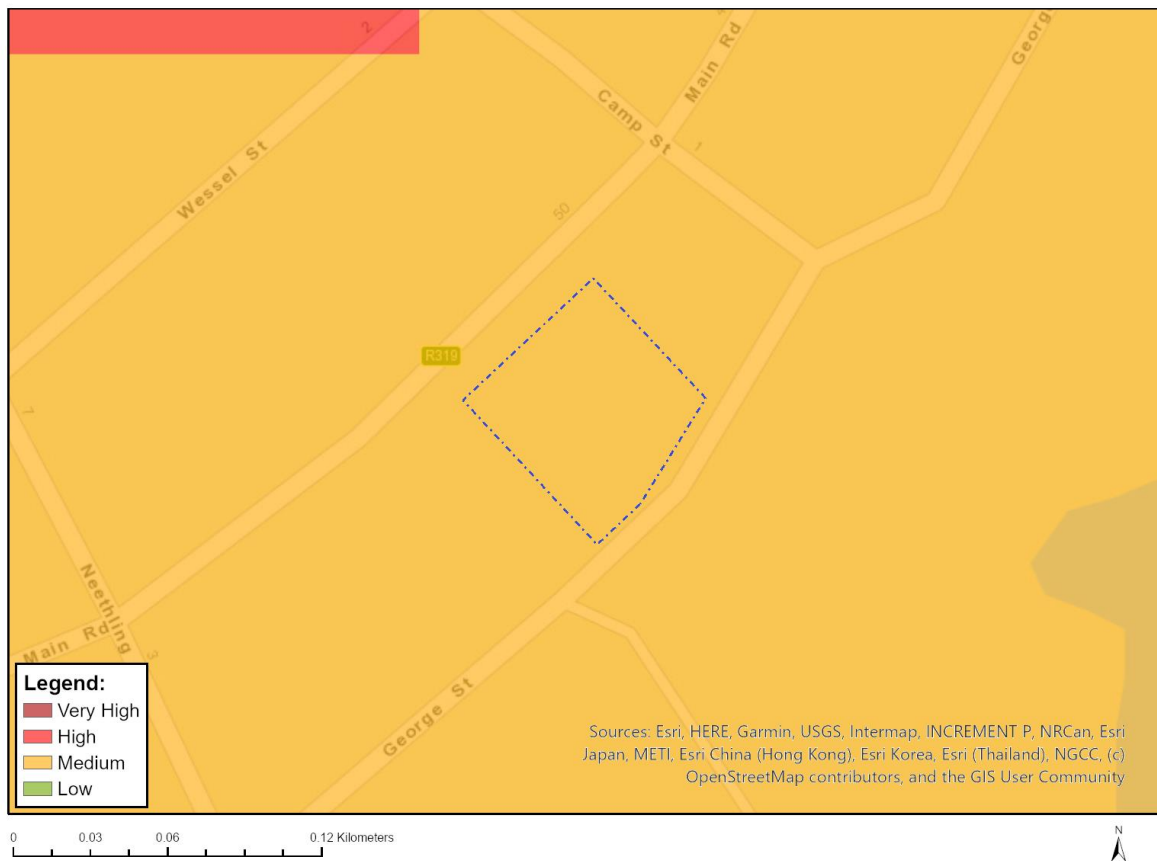 2
Main Rd
George
Camp St
1
Wessel St
50
R319
7
Neethling
3
Main Rd
George St
Legend:
Very High
High
Medium
Low
Sources: Esri, HERE, Garmin, USGS, Intermap, INCREMENT P, NRCan, Esri
Japan, METI, Esri China (Hong Kong), Esri Korea, Esri (Thailand), NGCC, (c)
OpenStreetMap contributors, and the GIS User Community
0 0.03 0.06 0.12 Kilometers
N